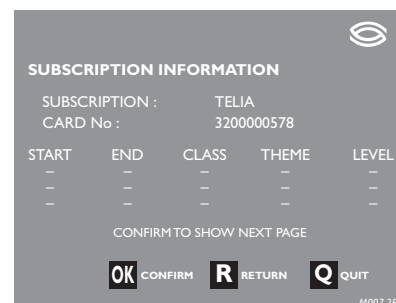 SUBSCRIPTION INFORMATION
SUBSCRIPTION : TELIA
CARD No : 3200000578
START END CLASS THEME LEVEL
– – – – –
– – – – –
– – – – –
CONFIRM TO SHOW NEXT PAGE
OK CONFIRM R RETURN Q QUIT